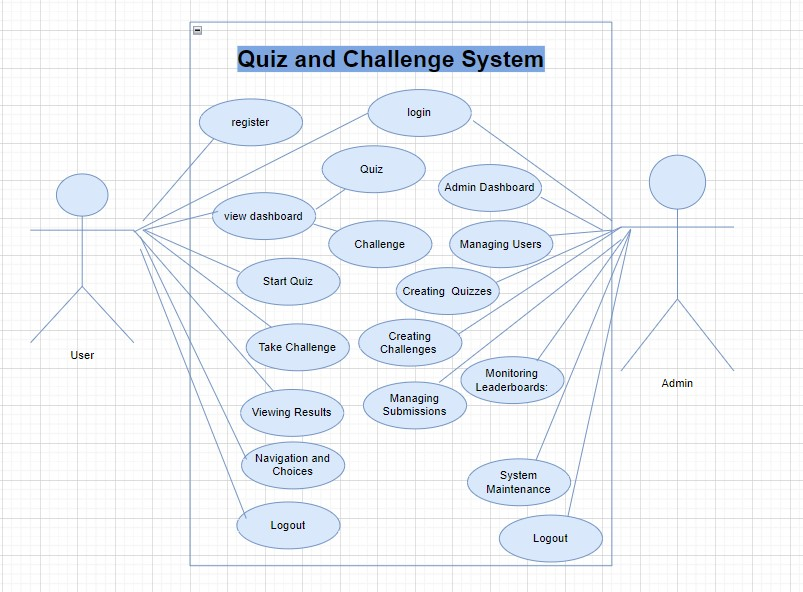 Quiz and Challenge System
register
login
Quiz
Admin Dashboard
view dashboard
Challenge
Managing Users
Start Quiz
Creating Quizzes
Take Challenge
Creating
Challenges
User
Monitoring
Leaderboards:
Admin
Viewing Results
Managing
Submissions
Navigation and
Choices
System
Maintenance
Logout
Logout